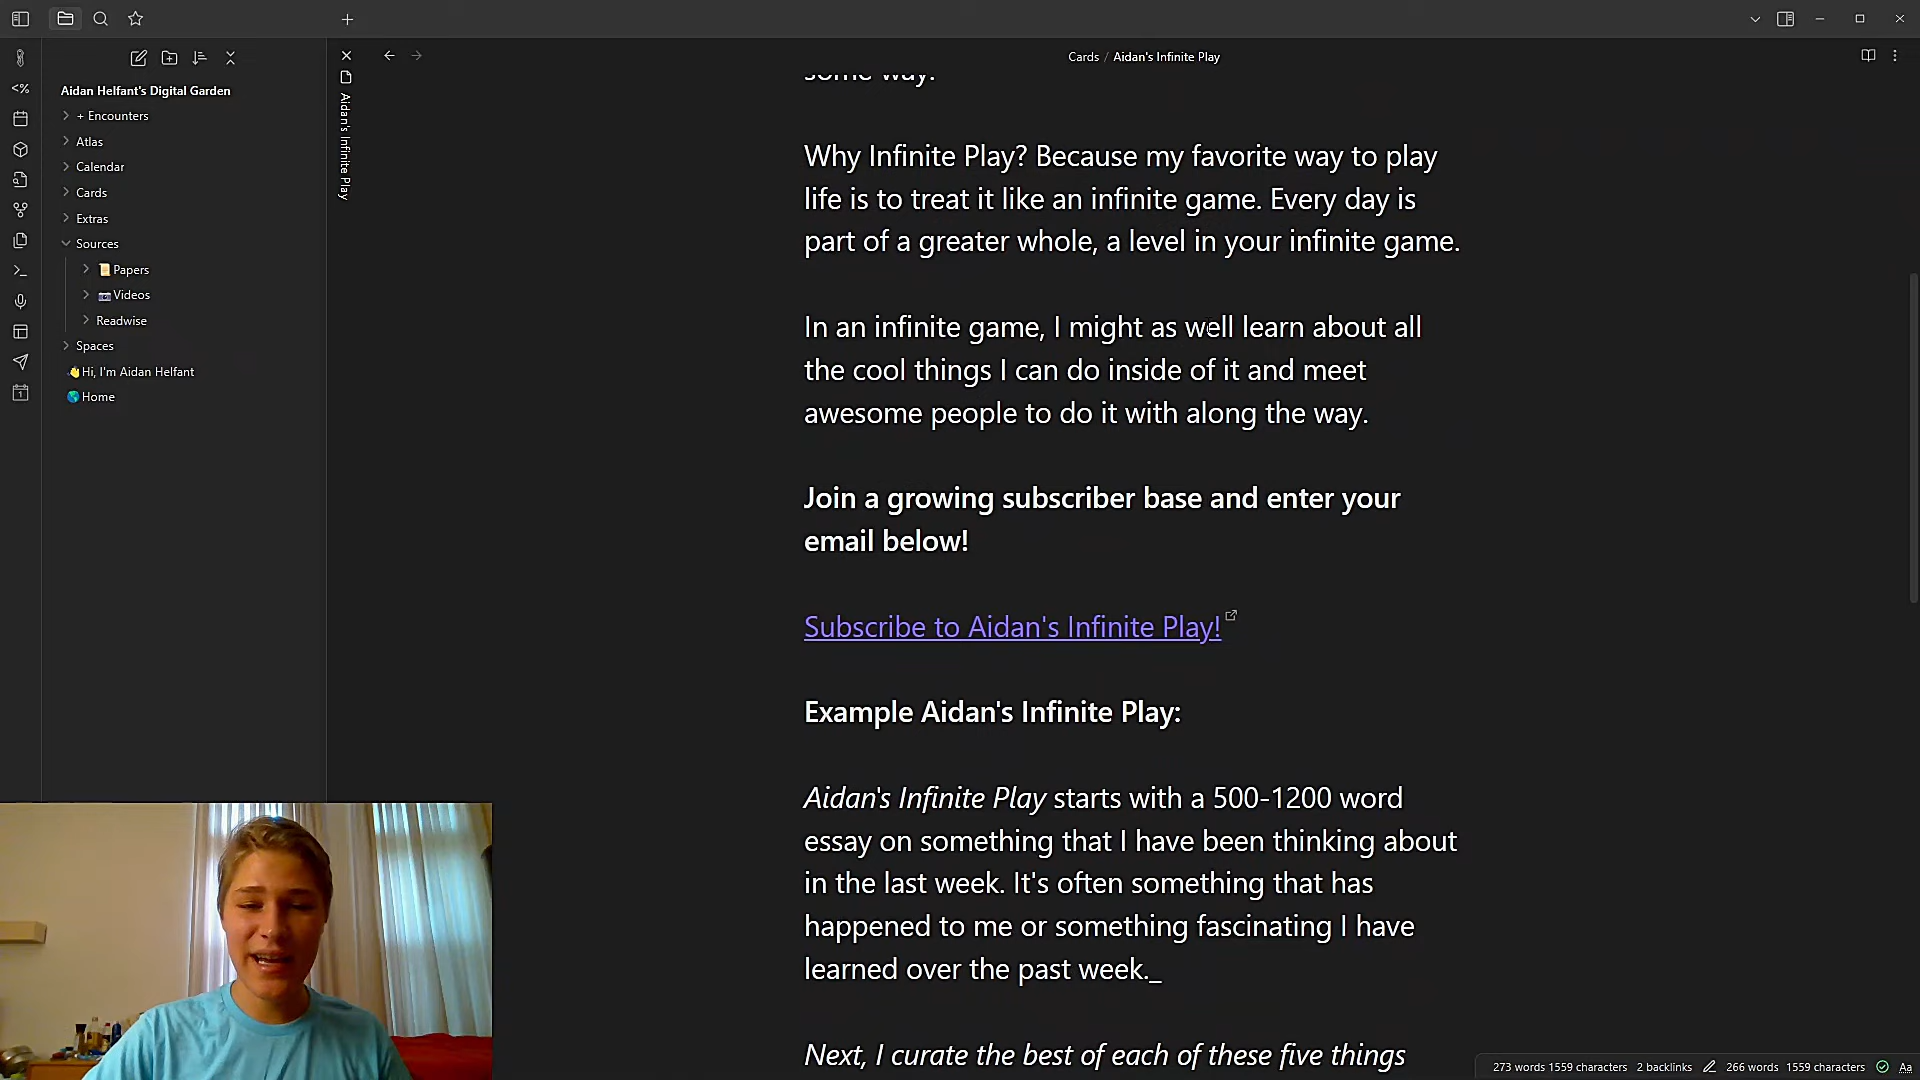 Cards / Aidan's Infinite Play
Aidan Helfant's Digital Garden
+ Encounters
Atlas
Calendar
Cards
Extras
Sources
📜Papers
📷Videos
Readwise
Spaces
👋Hi, I'm Aidan Helfant
🌎Home
Aidan's Infinite Play
some way.
Why Infinite Play? Because my favorite way to play
life is to treat it like an infinite game. Every day is
part of a greater whole, a level in your infinite game.
In an infinite game, I might as well learn about all
the cool things I can do inside of it and meet
awesome people to do it with along the way.
Join a growing subscriber base and enter your
email below!
Subscribe to Aidan's Infinite Play!
Example Aidan's Infinite Play:
Aidan's Infinite Play starts with a 500-1200 word
essay on something that I have been thinking about
in the last week. It's often something that has
happened to me or something fascinating I have
learned over the past week._
Next, I curate the best of each of these five things
273 words 1559 characters 2 backlinks 266 words 1559 characters Aa